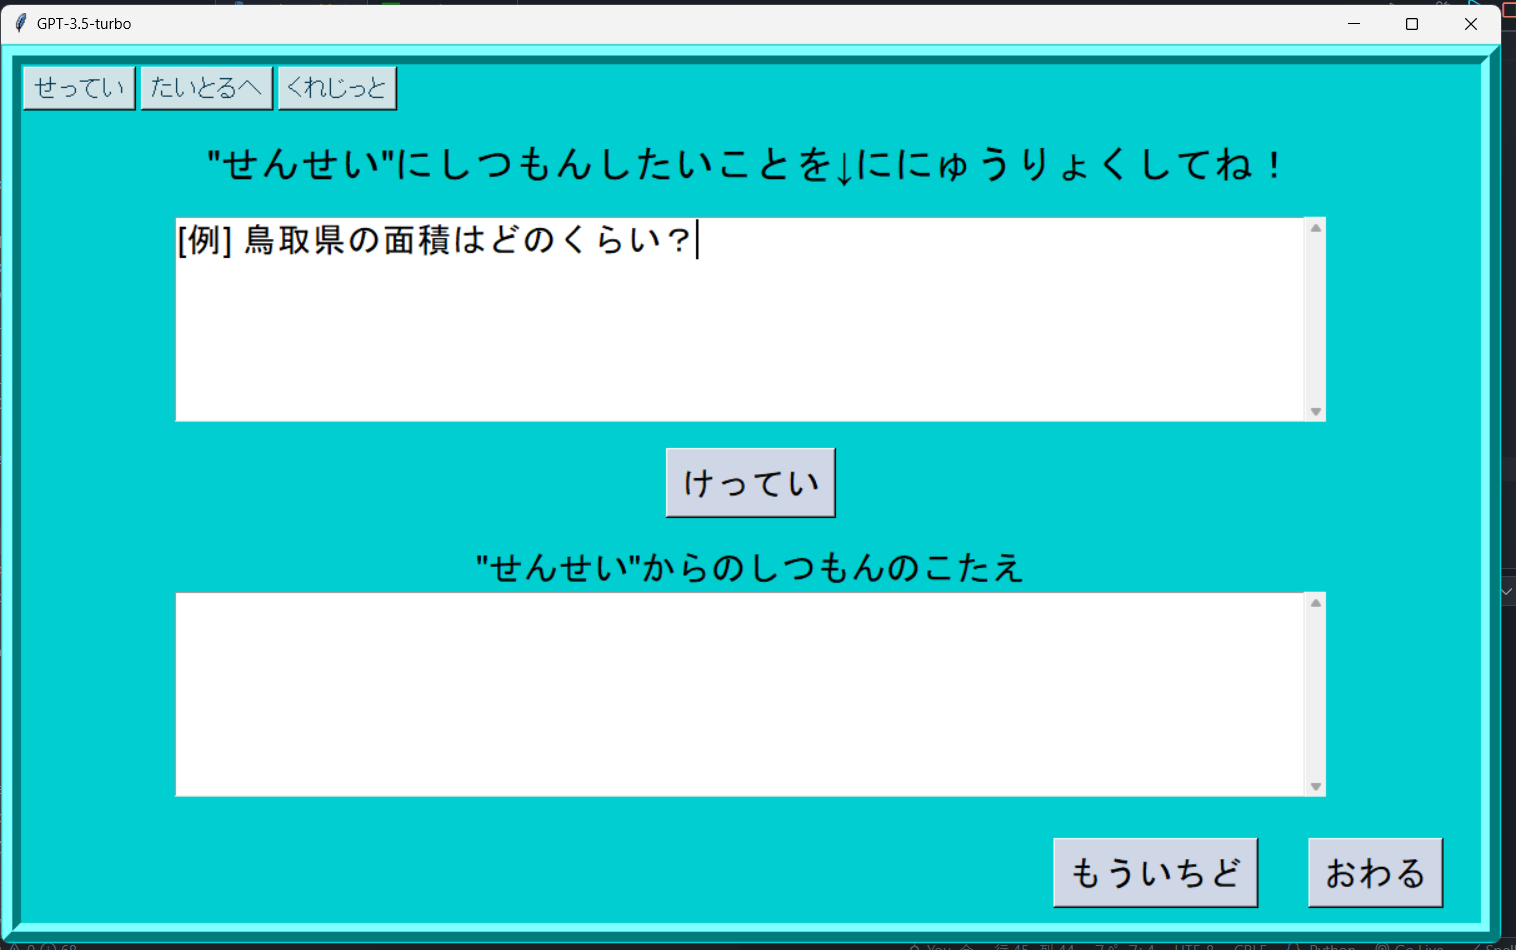 GPT-3.5-turbo
せってい たいとるへ くれじっと
"せんせい"にしつもんしたいことを↓ににゅうりょくしてね！
[例] 鳥取県の面積はどのくらい？
けってい
"せんせい"からのしつもんのこたえ
もういちど おわる